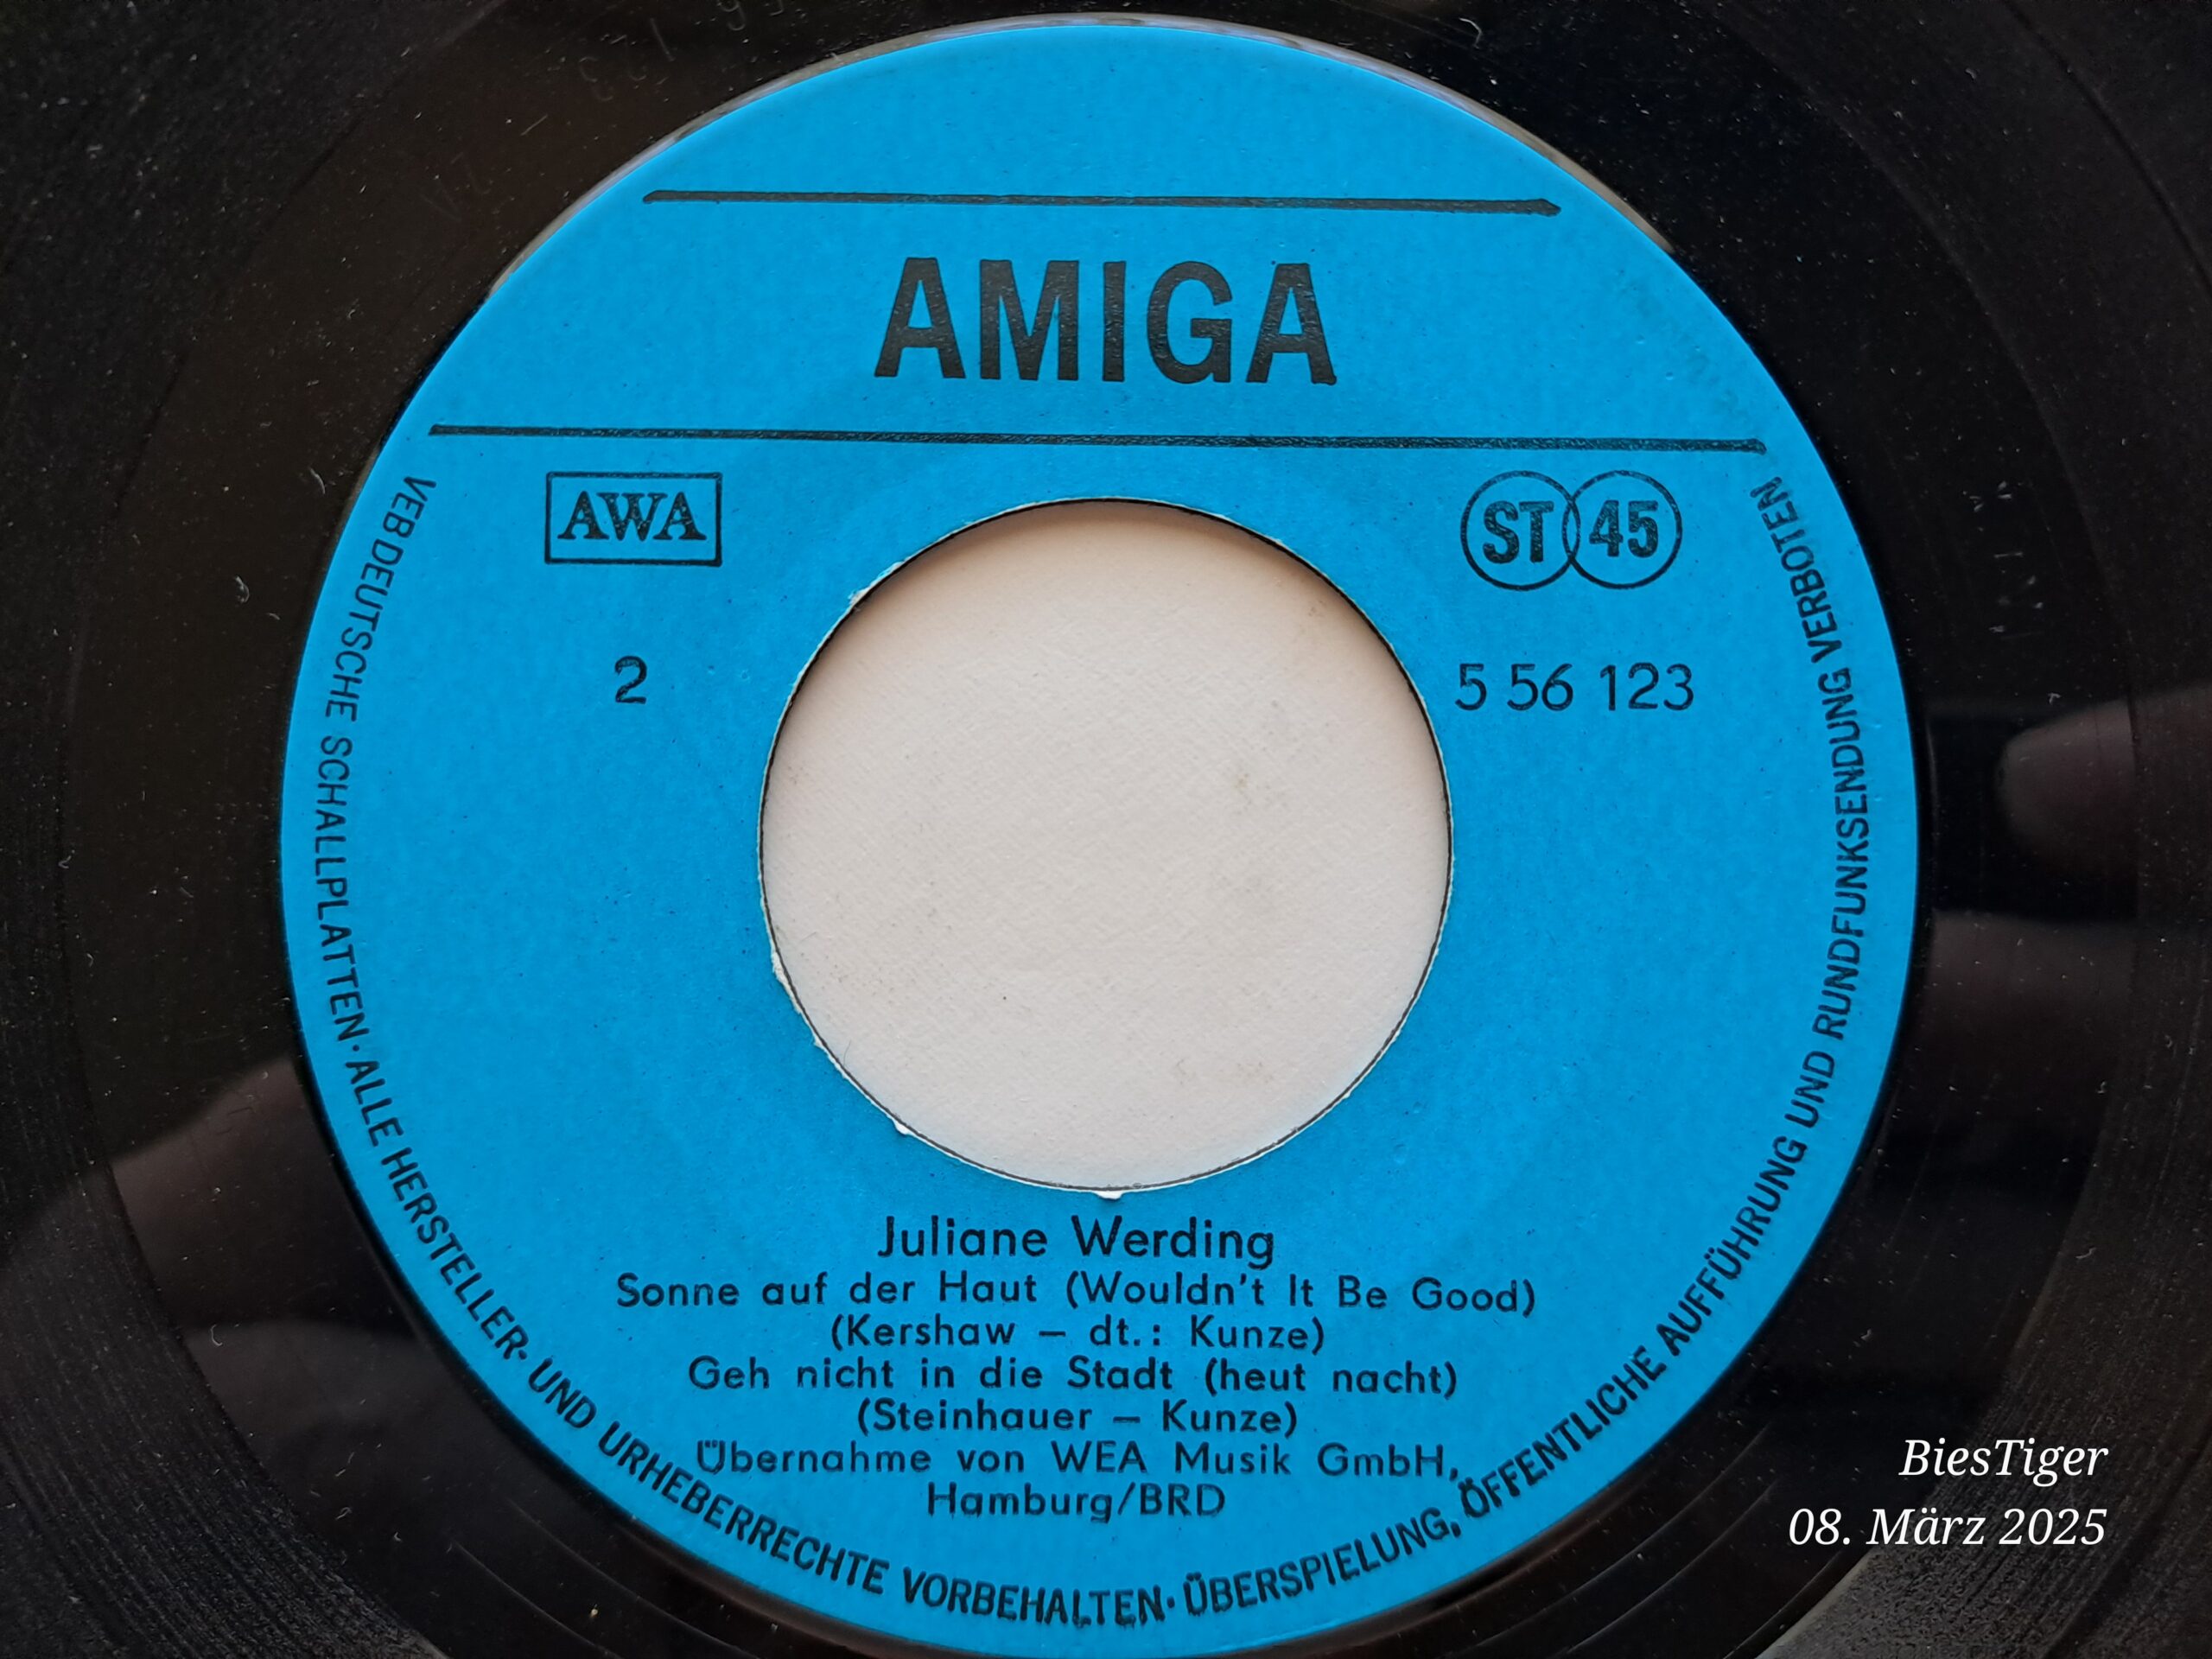 AMIGA
AWA
ST 45
2
5 56 123
Juliane Werding
Sonne auf der Haut (Wouldn't It Be Good)
(Kershaw – dt.: Kunze)
Geh nicht in die Stadt (heut nacht)
(Steinhauer – Kunze)
Übernahme von WEA Musik GmbH,
Hamburg/BRD
VEB DEUTSCHE SCHALLPLATTEN · ALLE HERSTELLER- UND URHEBERRECHTE VORBEHALTEN · ÜBERSPIELUNG, ÖFFENTLICHE AUFFÜHRUNG UND RUNDFUNKSENDUNG VERBOTEN
BiesTiger
08. März 2025